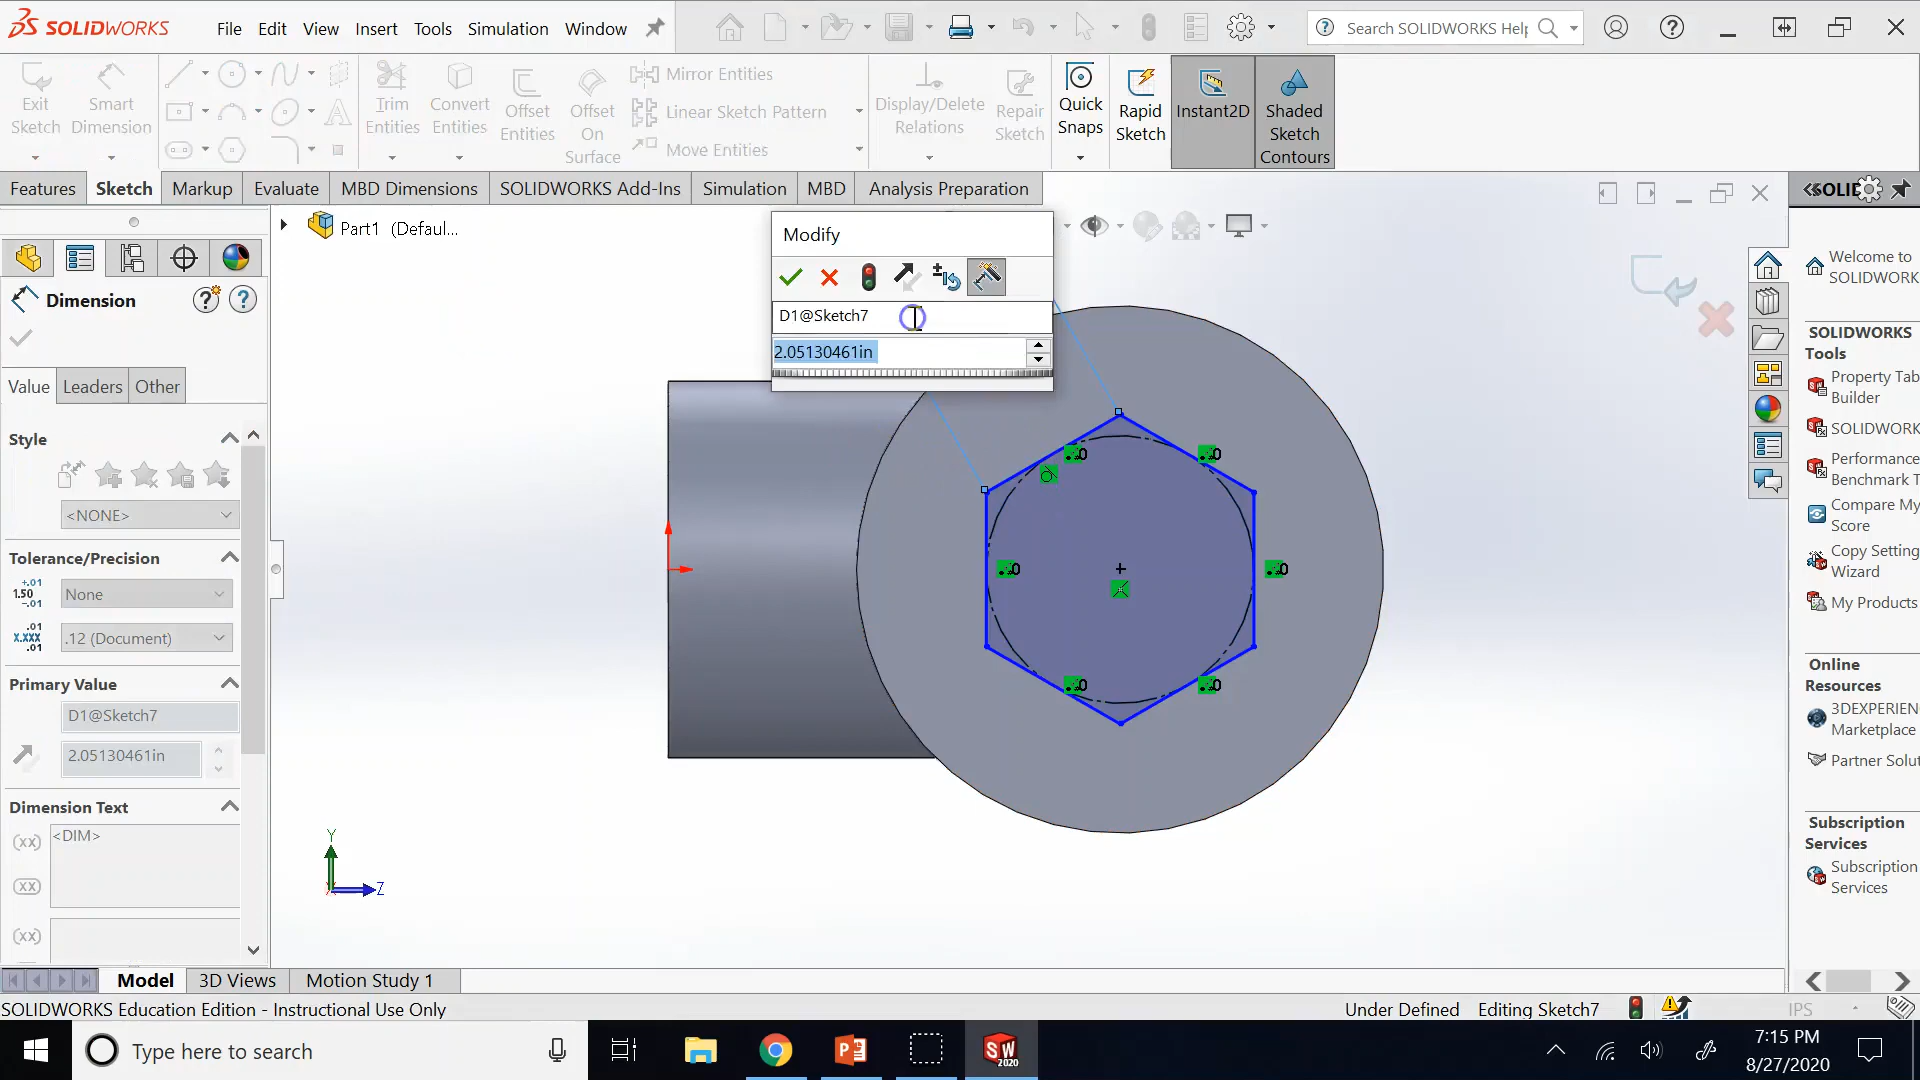 SOLIDWORKS
File Edit View Insert Tools Simulation Window
Search SOLIDWORKS Help
Exit Sketch
Smart Dimension
Trim Entities
Convert Entities
Offset Entities
Offset On Surface
Mirror Entities
Linear Sketch Pattern
Move Entities
Display/Delete Relations
Repair Sketch
Quick Snaps
Rapid Sketch
Instant2D
Shaded Sketch Contours
Features Sketch Markup Evaluate MBD Dimensions SOLIDWORKS Add-Ins Simulation MBD Analysis Preparation
Part1 (Defaul...
Dimension
Value Leaders Other
Style
<NONE>
Tolerance/Precision
None
.12 (Document)
Primary Value
D1@Sketch7
2.05130461in
Dimension Text
<DIM>
Modify
D1@Sketch7
2.05130461in
Y
Z
SOLID
Welcome to
SOLIDWORKS
SOLIDWORKS
Tools
Property Tab
Builder
SOLIDWORK
Performance
Benchmark T
Compare My
Score
Copy Setting
Wizard
My Products
Online
Resources
3DEXPERIEN
Marketplace
Partner Solut
Subscription
Services
Subscription
Services
Model 3D Views Motion Study 1
SOLIDWORKS Education Edition - Instructional Use Only
Under Defined Editing Sketch7 IPS
Type here to search
SW
2020
7:15 PM
8/27/2020